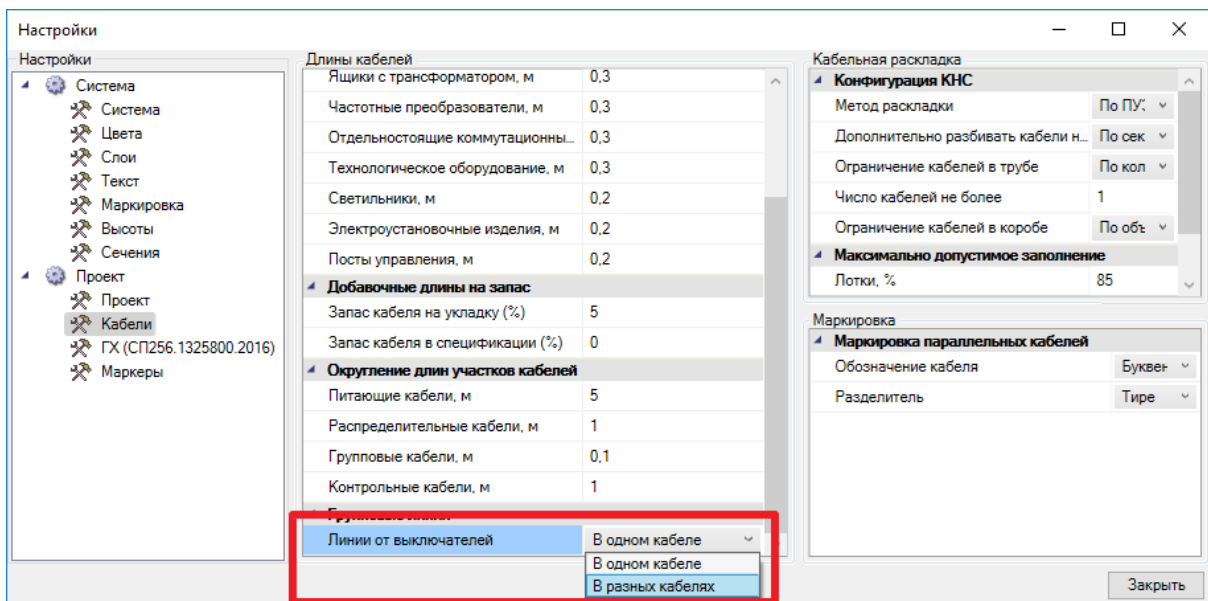 Настройки
Настройки
Система
Система
Цвета
Слои
Текст
Маркировка
Высоты
Сечения
Проект
Проект
Кабели
ГХ (СП256.1325800.2016)
Маркеры
Длины кабелей
Ящики с трансформатором, м 0,3
Частотные преобразователи, м 0,3
Отдельностоящие коммутационны... 0,3
Технологическое оборудование, м 0,3
Светильники, м 0,2
Электроустановочные изделия, м 0,2
Посты управления, м 0,2
Добавочные длины на запас
Запас кабеля на укладку (%) 5
Запас кабеля в спецификации (%) 0
Округление длин участков кабелей
Питающие кабели, м 5
Распределительные кабели, м 1
Групповые кабели, м 0,1
Контрольные кабели, м 1
Линии от выключателей В одном кабеле
В одном кабеле
В разных кабелях
Кабельная раскладка
Конфигурация КНС
Метод раскладки По ПУ
Дополнительно разбивать кабели н... По сек
Ограничение кабелей в трубе По кол
Число кабелей не более 1
Ограничение кабелей в коробе По объ
Максимально допустимое заполнение
Лотки, % 85
Маркировка
Маркировка параллельных кабелей
Обозначение кабеля Буквен
Разделитель Тире
Закрыть